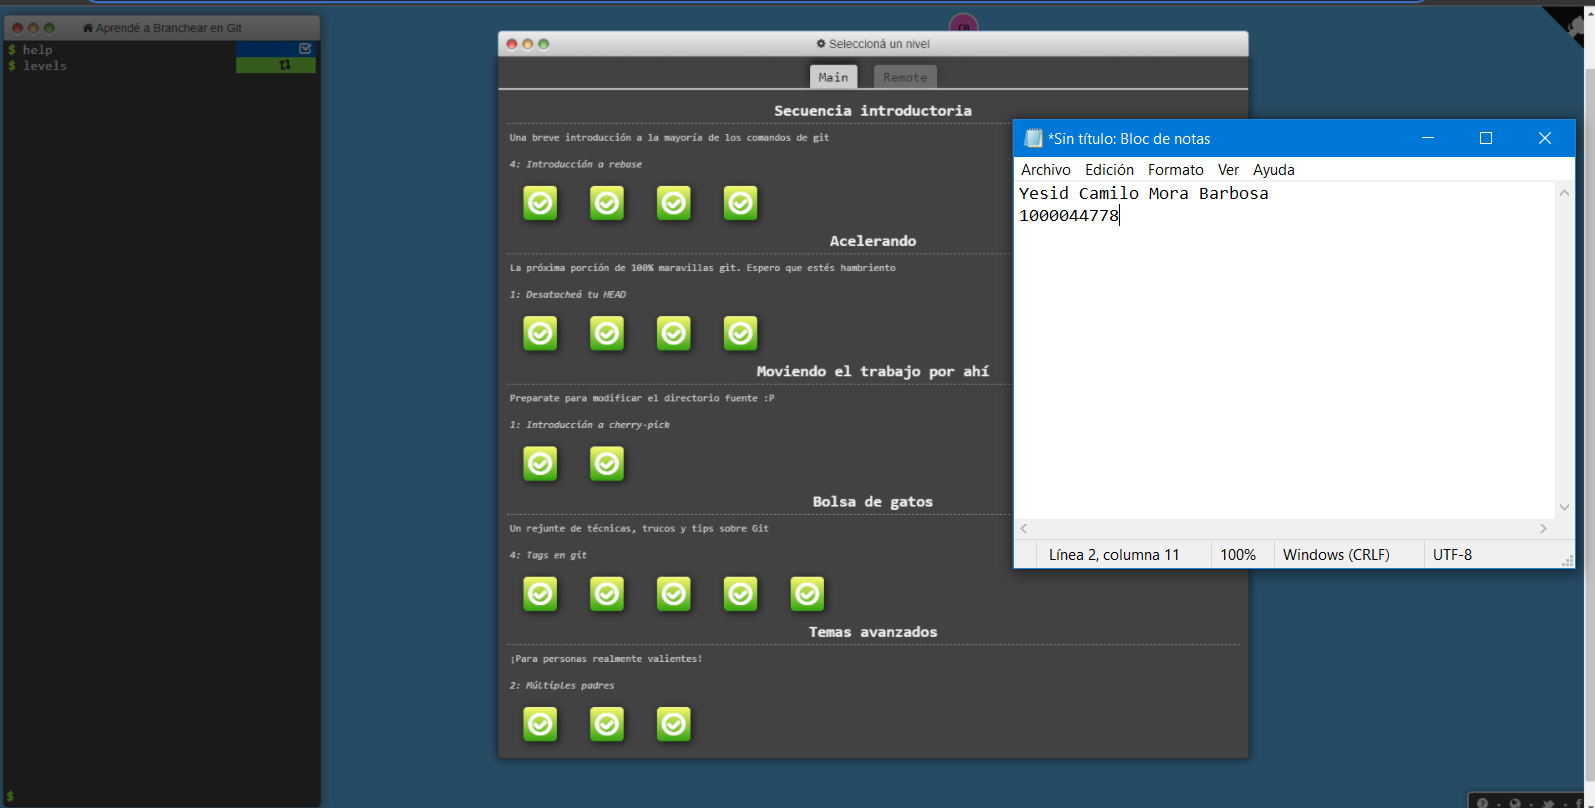 Aprendé a Branchear en Git
$ help
$ levels
$
Seleccioná un nivel
Main
Remote
Secuencia introductoria
Una breve introducción a la mayoría de los comandos de git
4: Introducción a rebase
Acelerando
La próxima porción de 100% maravillas git. Espero que estés hambriento
1: Desatacheá tu HEAD
Moviendo el trabajo por ahí
Preparate para modificar el directorio fuente :P
1: Introducción a cherry-pick
Bolsa de gatos
Un rejunte de técnicas, trucos y tips sobre Git
4: Tags en git
Temas avanzados
¡Para personas realmente valientes!
2: Múltiples padres
*Sin título: Bloc de notas
Archivo Edición Formato Ver Ayuda
Yesid Camilo Mora Barbosa
1000044778
Línea 2, columna 11 100% Windows (CRLF) UTF-8